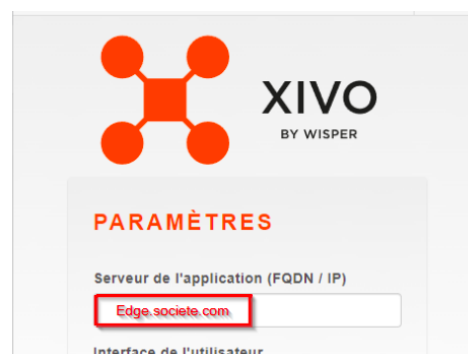 XIVO
BY WISPER
PARAMÈTRES
Serveur de l'application (FQDN / IP)
Edge.societe.com
Interface de l'utilisateur